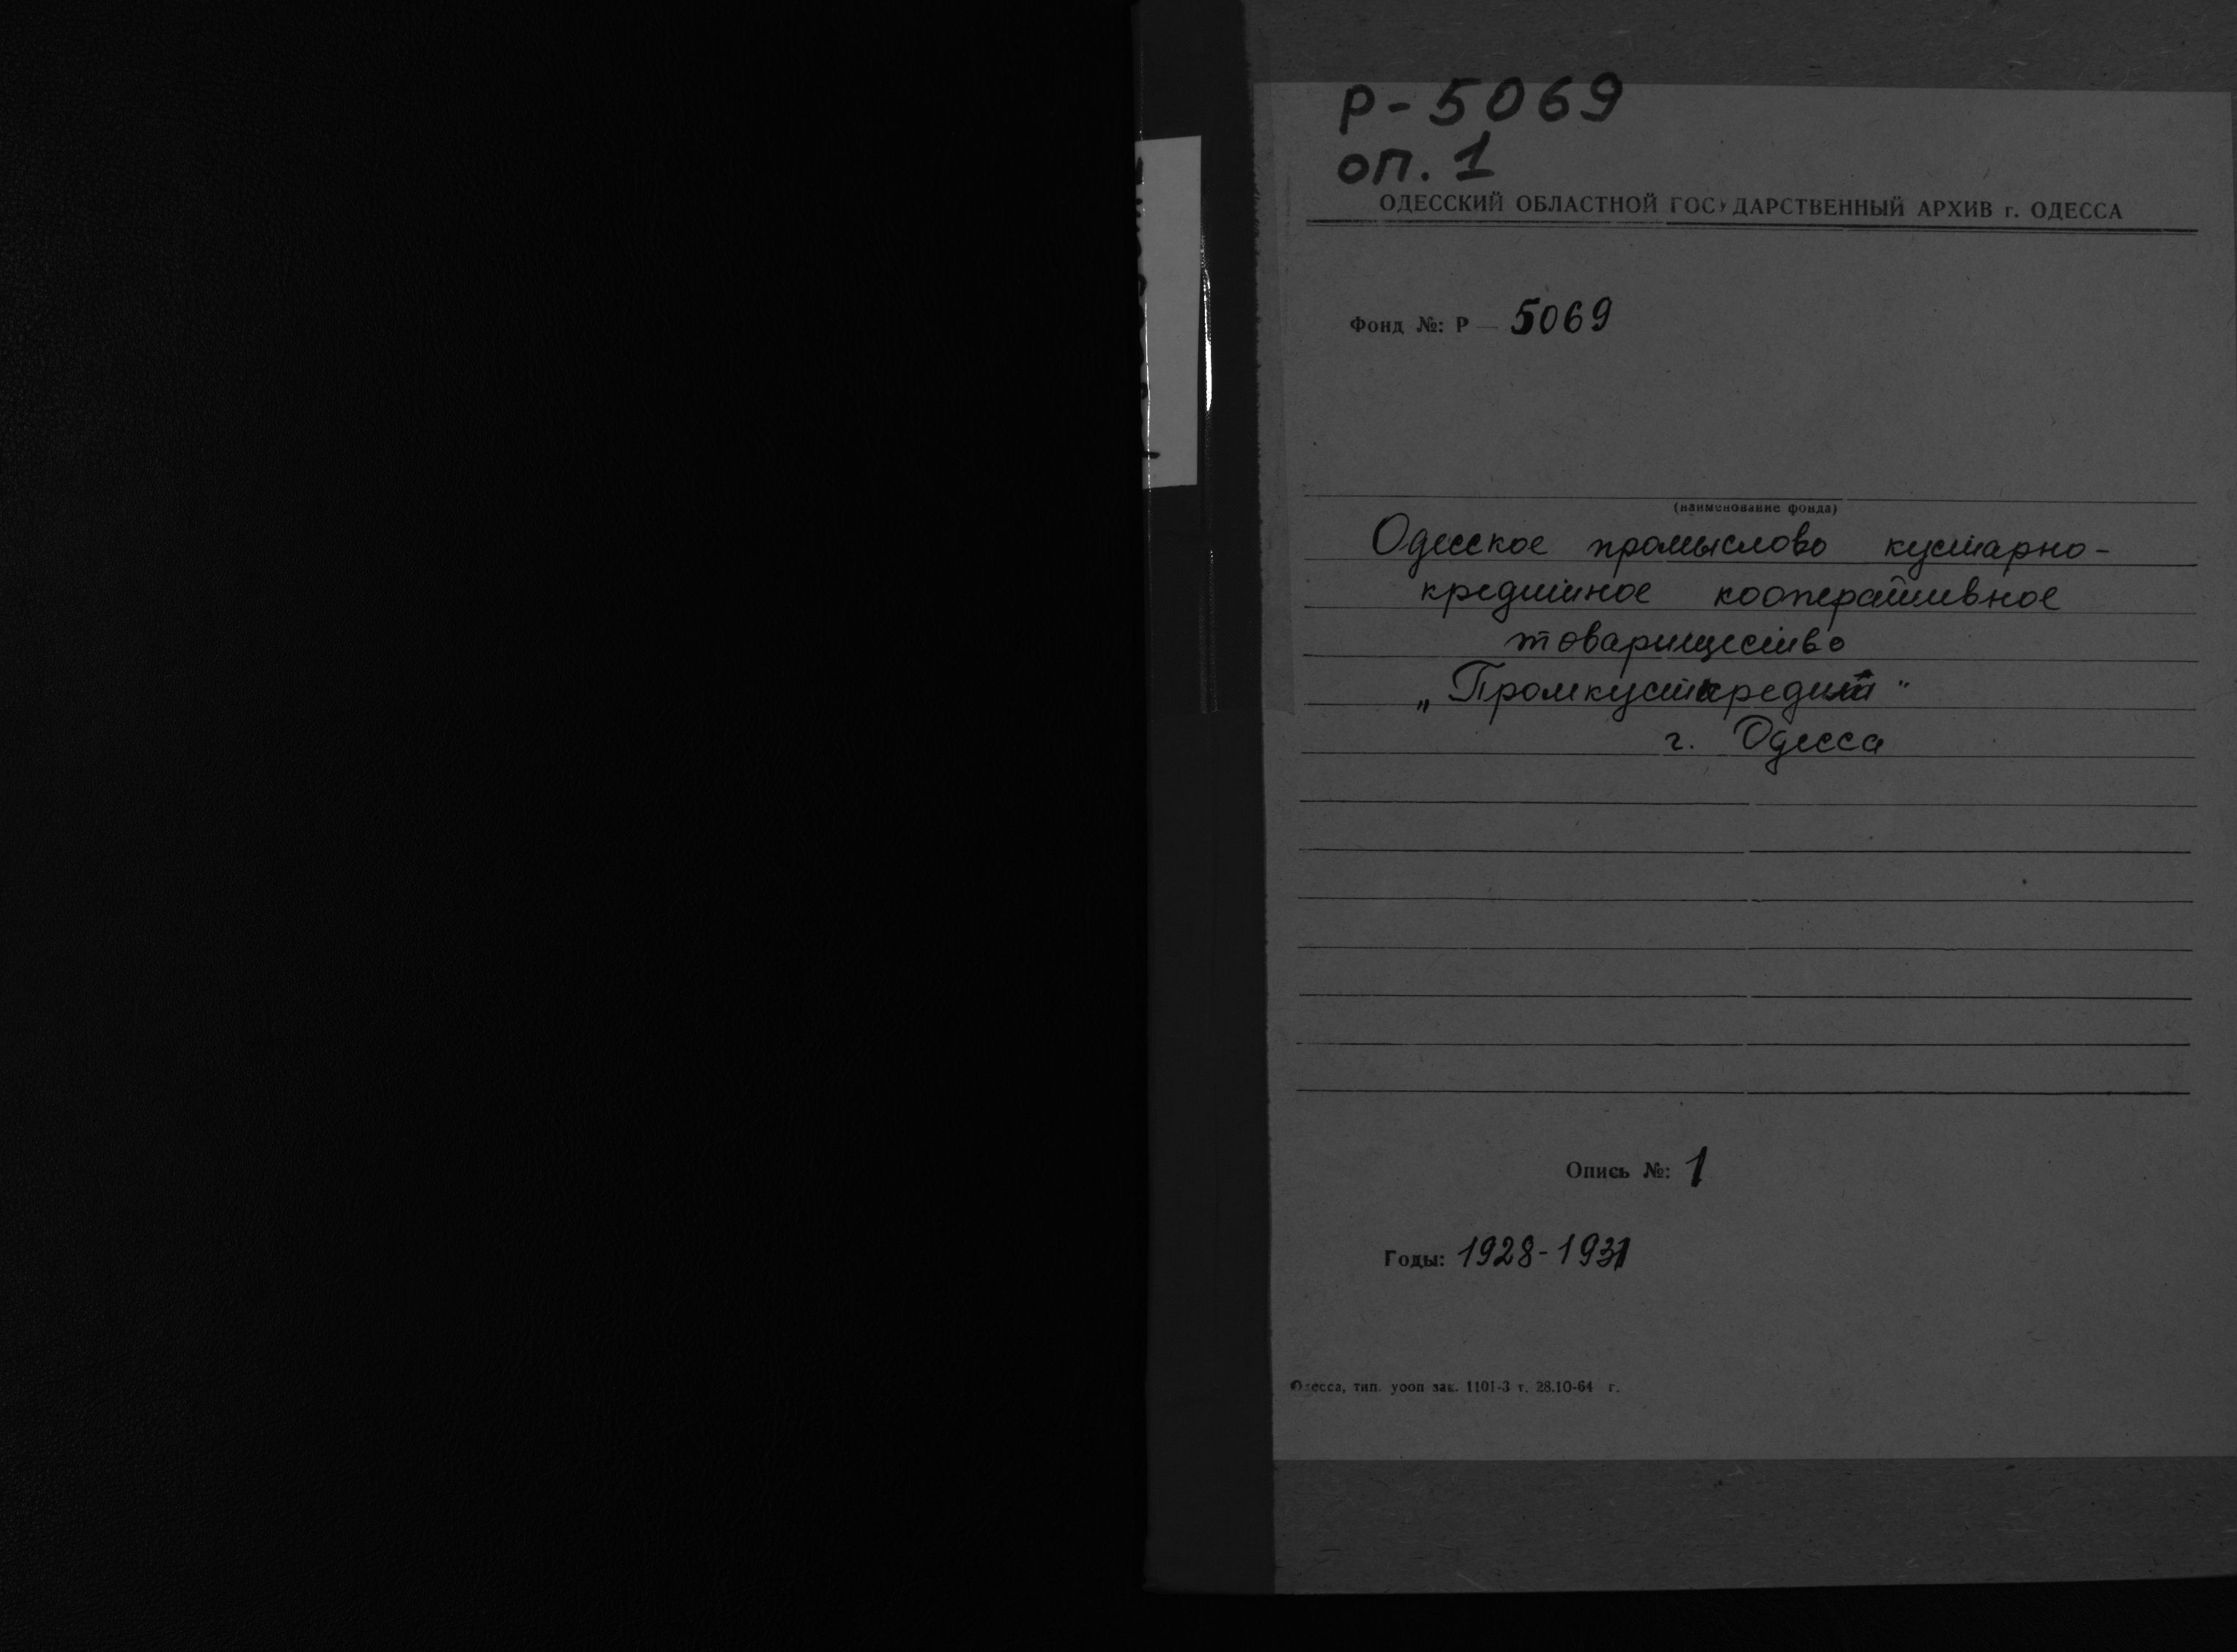 Р-5069
оп. 1
ОДЕССКИЙ ОБЛАСТНОЙ ГОСУДАРСТВЕННЫЙ АРХИВ г. ОДЕССА
Фонд №: Р — 5069
(наименование фонда)
Одесское промыслово кустарно-
кредитное кооперативное
товарищество
„Промкусткредит"
г. Одесса
Опись №: 1
Годы: 1928-1931
Одесса, тип. уооп зак. 1101-3 т. 28.10-64 г.